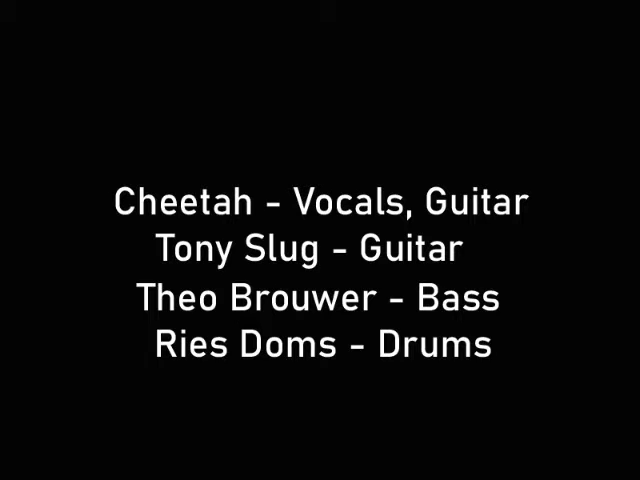 Cheetah - Vocals, Guitar
Tony Slug - Guitar
Theo Brouwer - Bass
Ries Doms - Drums